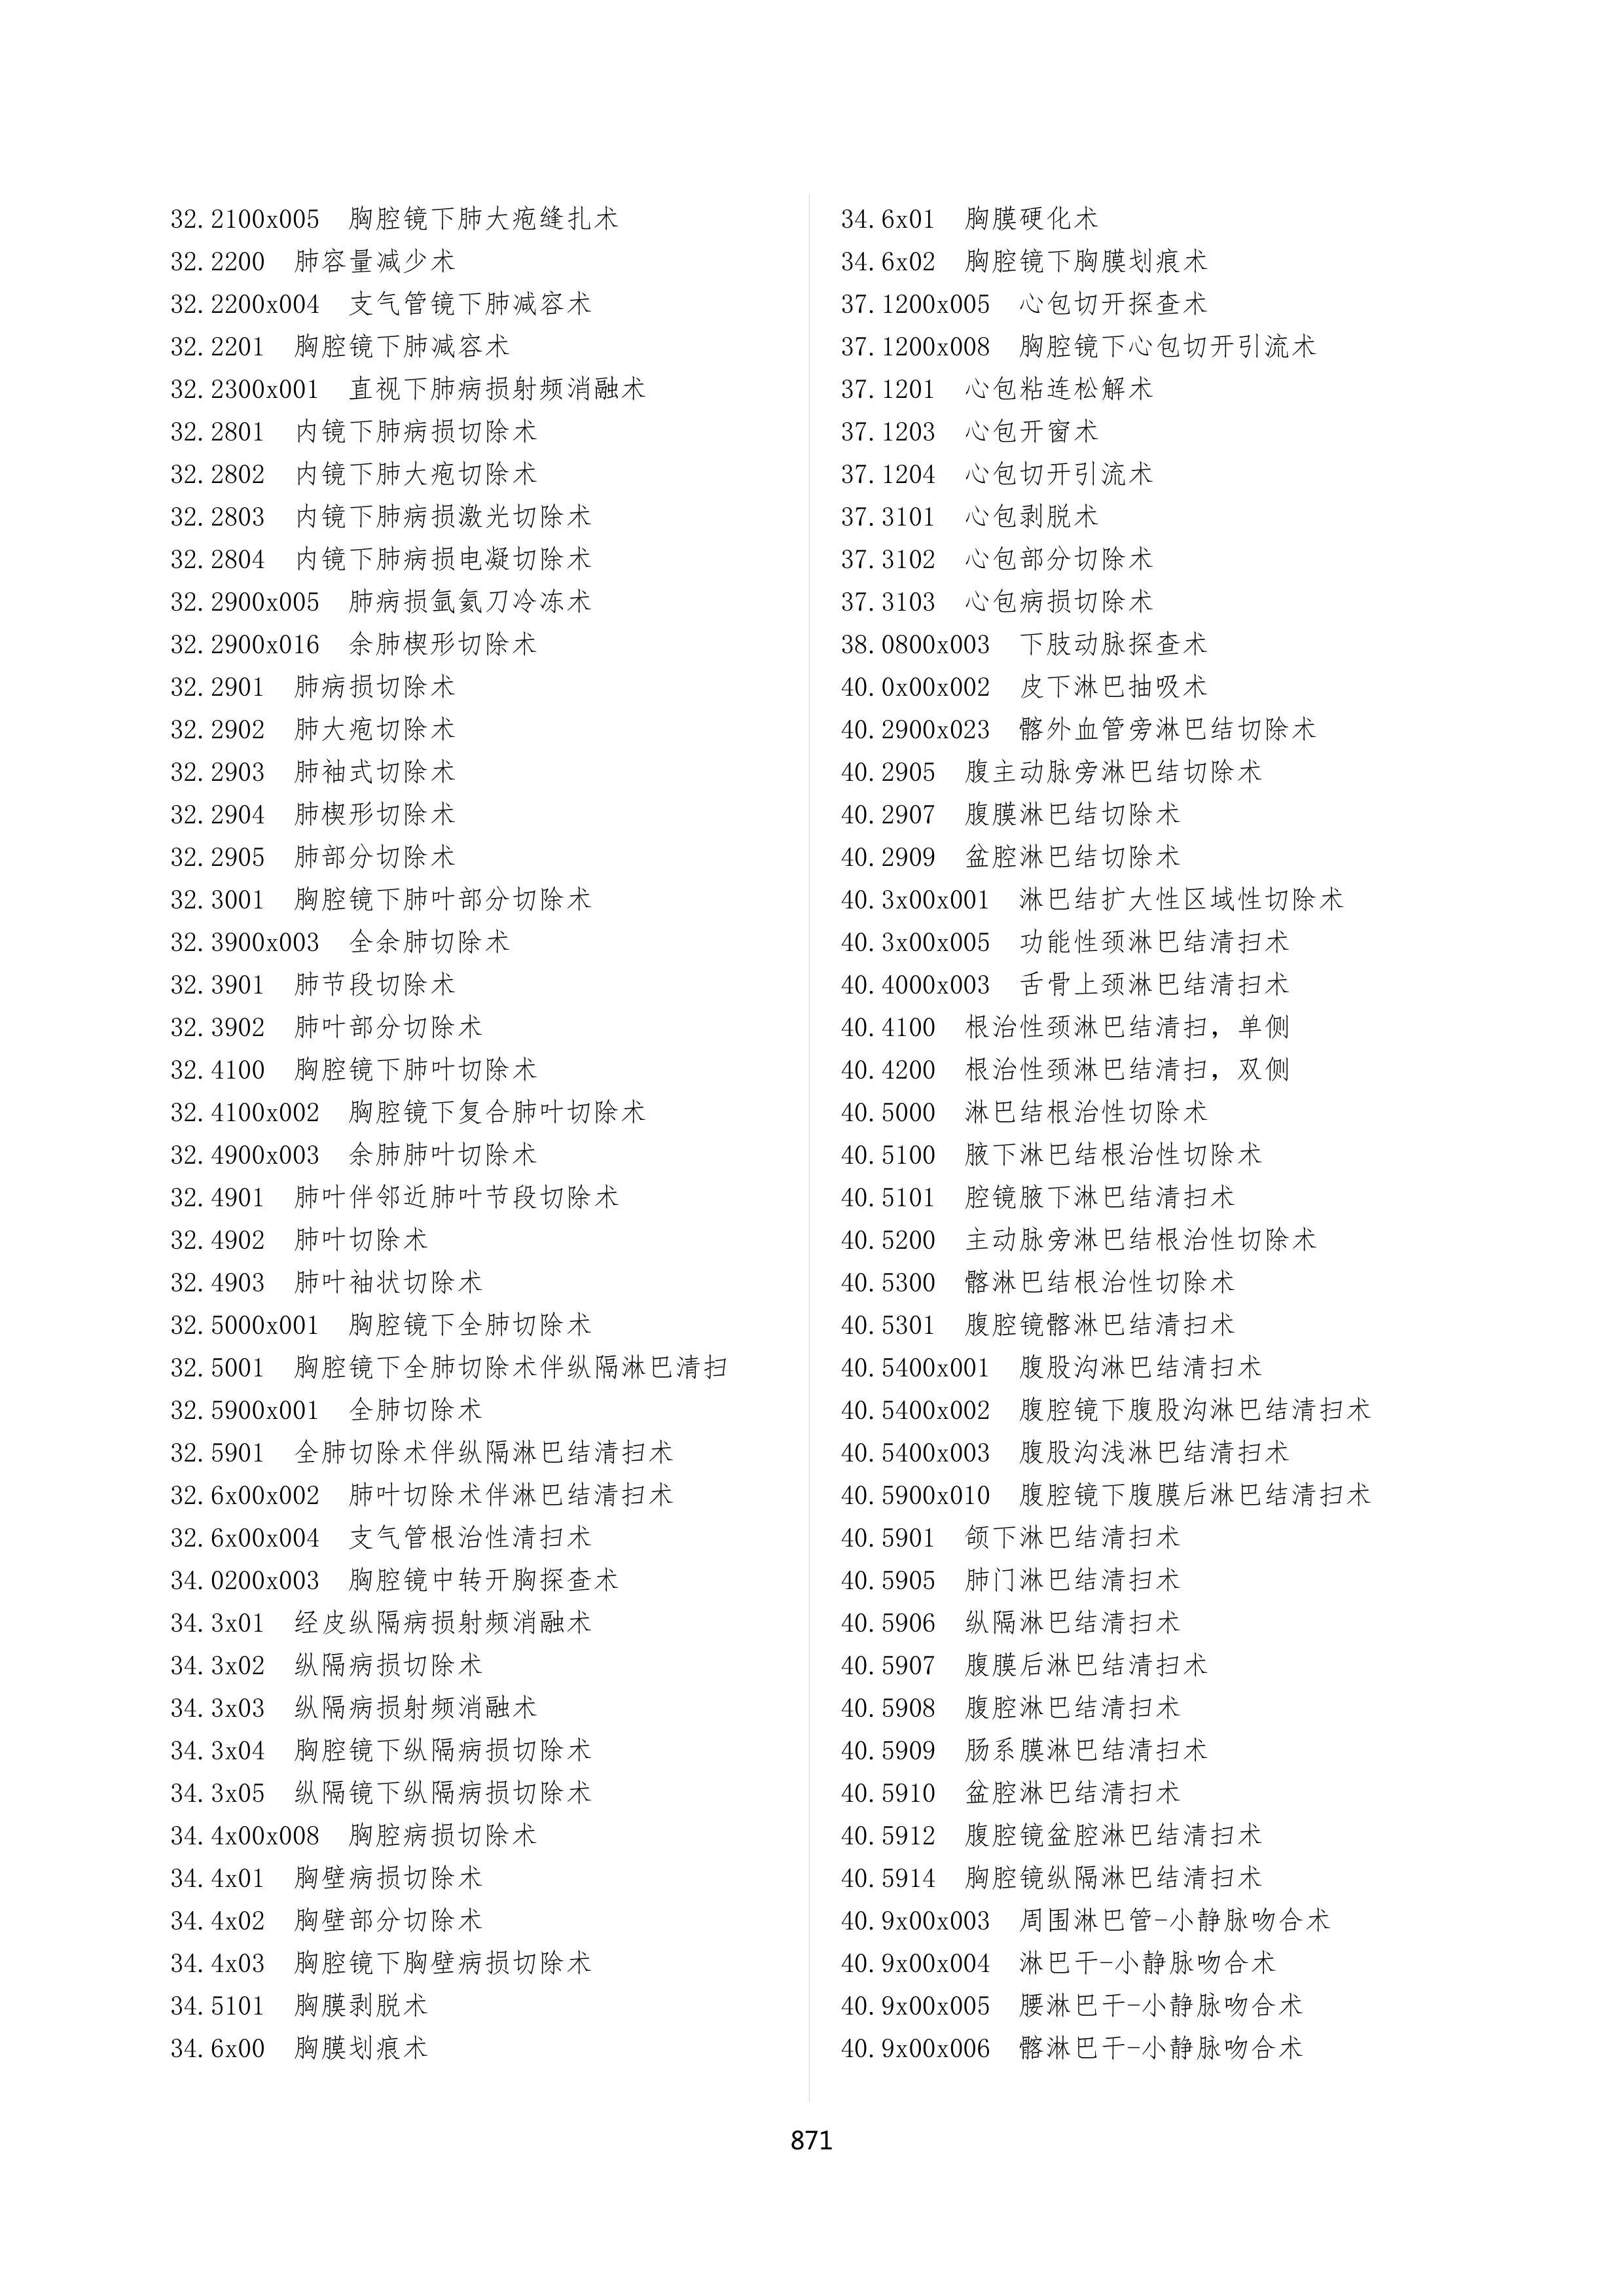 32.2100x005 胸腔镜下肺大疱缝扎术
32.2200 肺容量减少术
32.2200x004 支气管镜下肺减容术
32.2201 胸腔镜下肺减容术
32.2300x001 直视下肺病损射频消融术
32.2801 内镜下肺病损切除术
32.2802 内镜下肺大疱切除术
32.2803 内镜下肺病损激光切除术
32.2804 内镜下肺病损电凝切除术
32.2900x005 肺病损氩氦刀冷冻术
32.2900x016 余肺楔形切除术
32.2901 肺病损切除术
32.2902 肺大疱切除术
32.2903 肺袖式切除术
32.2904 肺楔形切除术
32.2905 肺部分切除术
32.3001 胸腔镜下肺叶部分切除术
32.3900x003 全余肺切除术
32.3901 肺节段切除术
32.3902 肺叶部分切除术
32.4100 胸腔镜下肺叶切除术
32.4100x002 胸腔镜下复合肺叶切除术
32.4900x003 余肺肺叶切除术
32.4901 肺叶伴邻近肺叶节段切除术
32.4902 肺叶切除术
32.4903 肺叶袖状切除术
32.5000x001 胸腔镜下全肺切除术
32.5001 胸腔镜下全肺切除术伴纵隔淋巴清扫
32.5900x001 全肺切除术
32.5901 全肺切除术伴纵隔淋巴结清扫术
32.6x00x002 肺叶切除术伴淋巴结清扫术
32.6x00x004 支气管根治性清扫术
34.0200x003 胸腔镜中转开胸探查术
34.3x01 经皮纵隔病损射频消融术
34.3x02 纵隔病损切除术
34.3x03 纵隔病损射频消融术
34.3x04 胸腔镜下纵隔病损切除术
34.3x05 纵隔镜下纵隔病损切除术
34.4x00x008 胸腔病损切除术
34.4x01 胸壁病损切除术
34.4x02 胸壁部分切除术
34.4x03 胸腔镜下胸壁病损切除术
34.5101 胸膜剥脱术
34.6x00 胸膜划痕术
34.6x01 胸膜硬化术
34.6x02 胸腔镜下胸膜划痕术
37.1200x005 心包切开探查术
37.1200x008 胸腔镜下心包切开引流术
37.1201 心包粘连松解术
37.1203 心包开窗术
37.1204 心包切开引流术
37.3101 心包剥脱术
37.3102 心包部分切除术
37.3103 心包病损切除术
38.0800x003 下肢动脉探查术
40.0x00x002 皮下淋巴抽吸术
40.2900x023 髂外血管旁淋巴结切除术
40.2905 腹主动脉旁淋巴结切除术
40.2907 腹膜淋巴结切除术
40.2909 盆腔淋巴结切除术
40.3x00x001 淋巴结扩大性区域性切除术
40.3x00x005 功能性颈淋巴结清扫术
40.4000x003 舌骨上颈淋巴结清扫术
40.4100 根治性颈淋巴结清扫，单侧
40.4200 根治性颈淋巴结清扫，双侧
40.5000 淋巴结根治性切除术
40.5100 腋下淋巴结根治性切除术
40.5101 腔镜腋下淋巴结清扫术
40.5200 主动脉旁淋巴结根治性切除术
40.5300 髂淋巴结根治性切除术
40.5301 腹腔镜髂淋巴结清扫术
40.5400x001 腹股沟淋巴结清扫术
40.5400x002 腹腔镜下腹股沟淋巴结清扫术
40.5400x003 腹股沟浅淋巴结清扫术
40.5900x010 腹腔镜下腹膜后淋巴结清扫术
40.5901 颌下淋巴结清扫术
40.5905 肺门淋巴结清扫术
40.5906 纵隔淋巴结清扫术
40.5907 腹膜后淋巴结清扫术
40.5908 腹腔淋巴结清扫术
40.5909 肠系膜淋巴结清扫术
40.5910 盆腔淋巴结清扫术
40.5912 腹腔镜盆腔淋巴结清扫术
40.5914 胸腔镜纵隔淋巴结清扫术
40.9x00x003 周围淋巴管-小静脉吻合术
40.9x00x004 淋巴干-小静脉吻合术
40.9x00x005 腰淋巴干-小静脉吻合术
40.9x00x006 髂淋巴干-小静脉吻合术
871